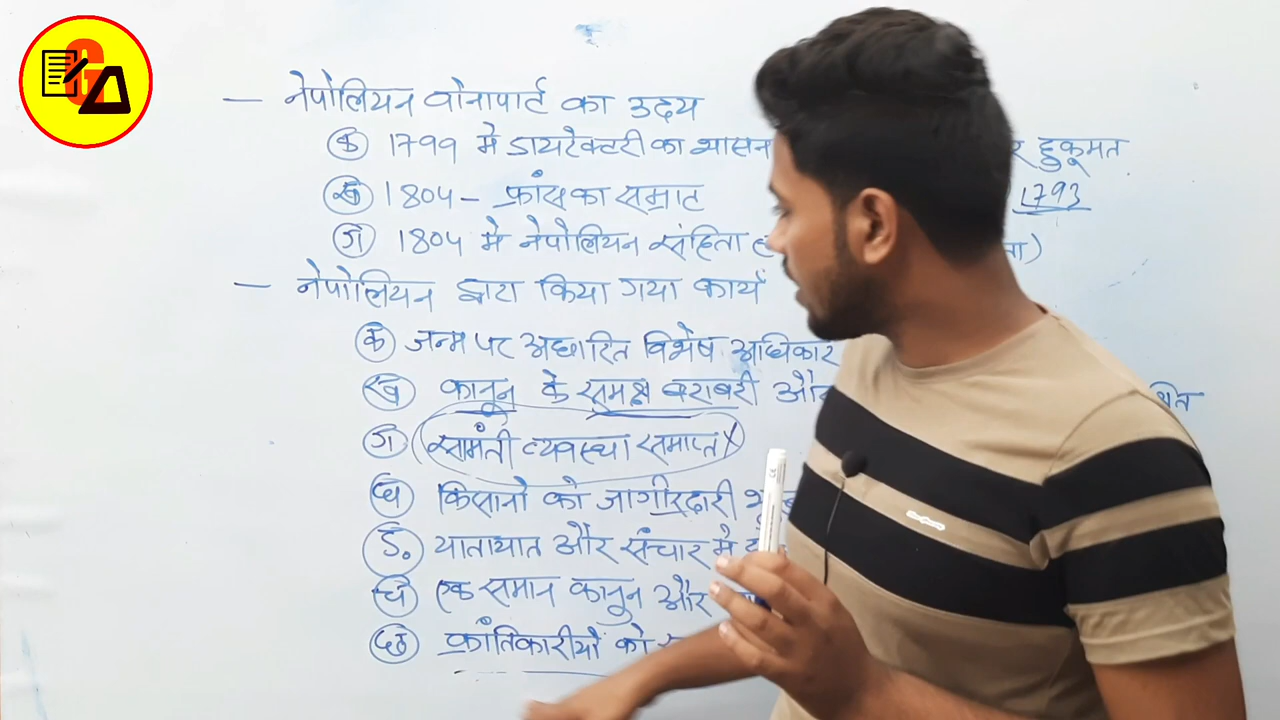 — नेपोलियन वोनापार्ट का उदय
(क) 1799 मे डायरेक्टरी का शासन र हुकूमत
(ख) 1804 – फ्रांस का सम्राट 1793
(ग) 1804 मे नेपोलियन संहिता
— नेपोलियन द्वारा किया गया कार्य
(क) जन्म पर अधारित विशेष अधिकार
(ख) कानून के समक्ष बराबरी और
(ग) सामंती व्यवस्था समाप्त
(घ) किसानो को जागीरदारी
(ड.) यातायात और संचार मे
(च) एक समान कानून और
(छ) क्रांतिकारीयो को